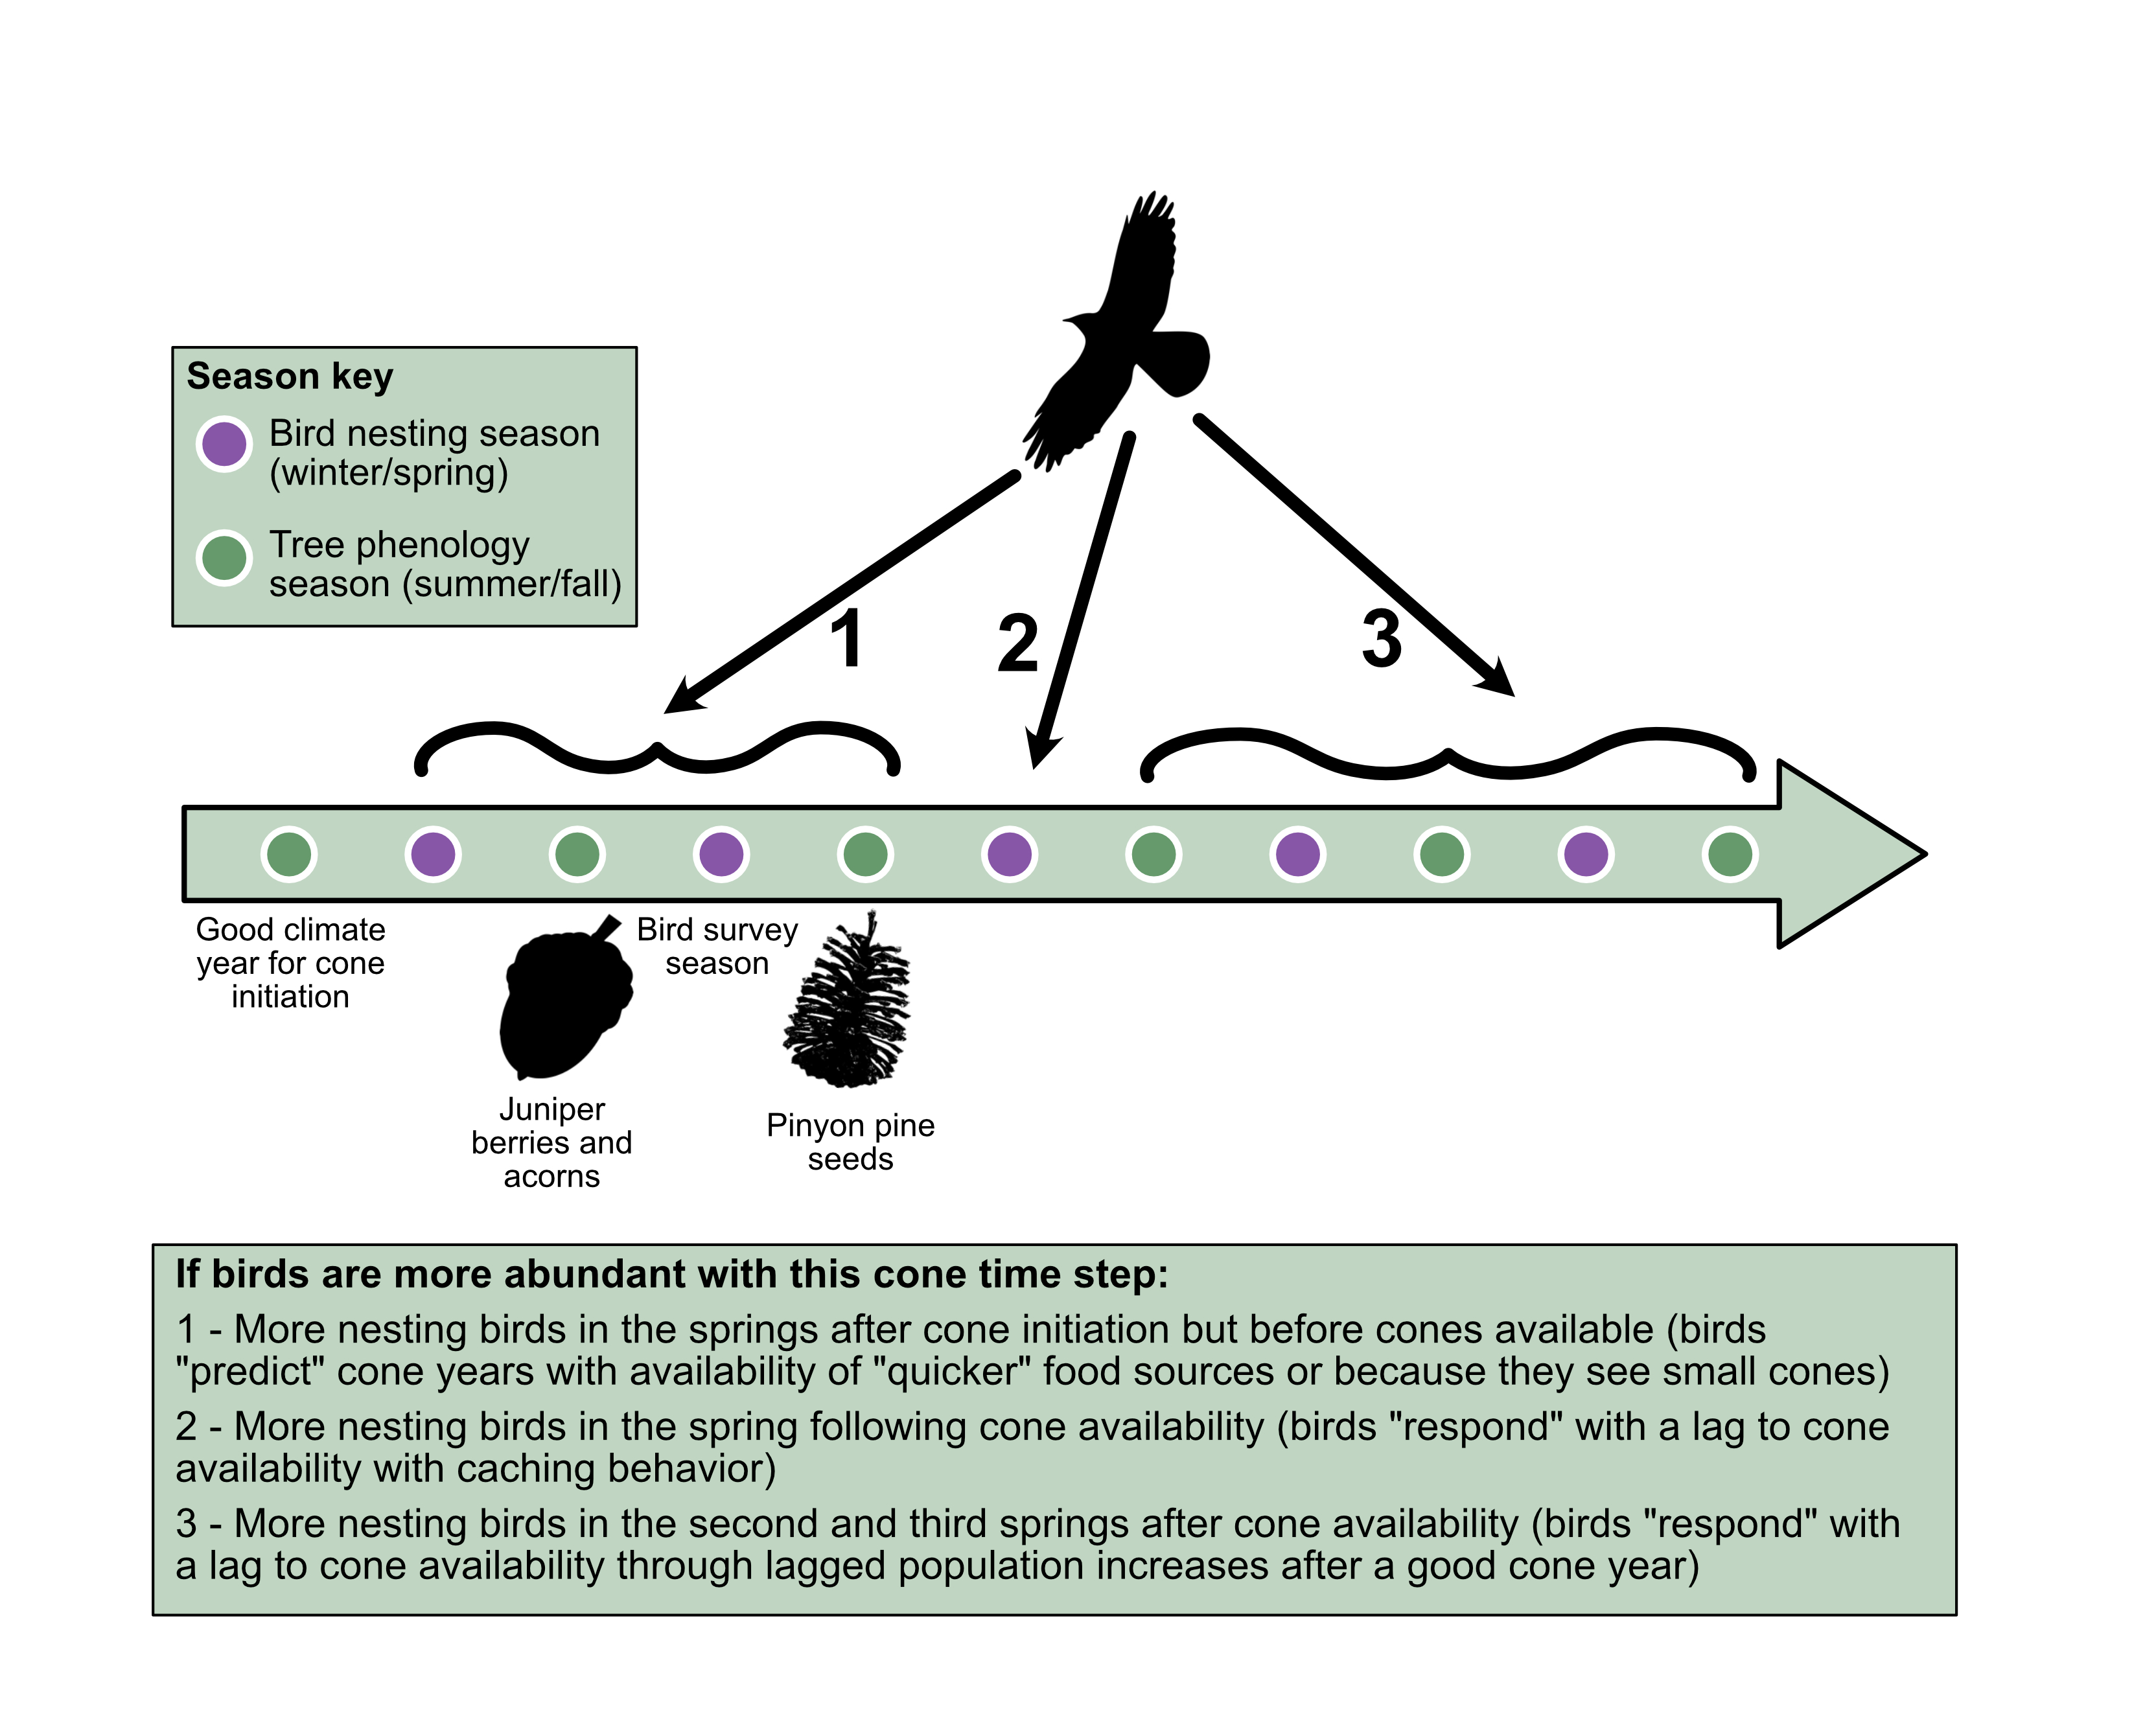 Season key
Bird nesting season
(winter/spring)
Tree phenology
season (summer/fall)
1
2
3
Good climate
year for cone
initiation
Juniper
berries and
acorns
Bird survey
season
Pinyon pine
seeds
If birds are more abundant with this cone time step:
1 - More nesting birds in the springs after cone initiation but before cones available (birds
"predict" cone years with availability of "quicker" food sources or because they see small cones)
2 - More nesting birds in the spring following cone availability (birds "respond" with a lag to cone
availability with caching behavior)
3 - More nesting birds in the second and third springs after cone availability (birds "respond" with
a lag to cone availability through lagged population increases after a good cone year)